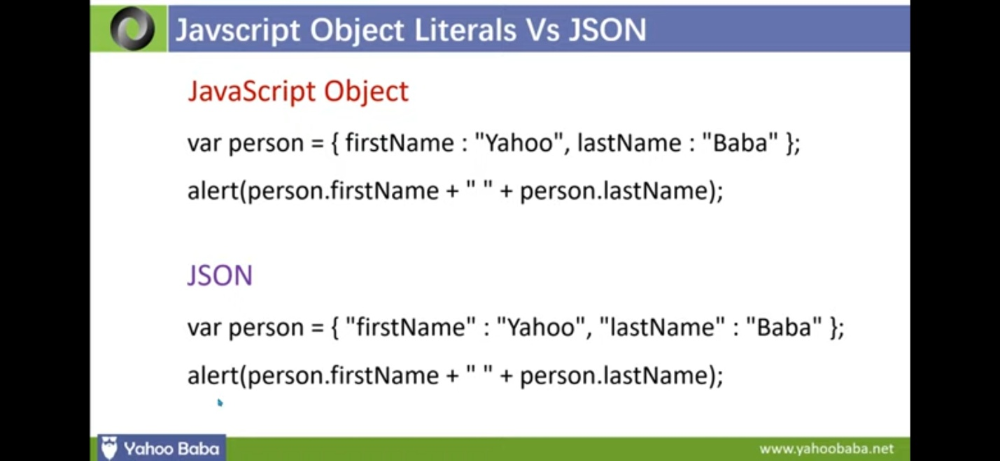 Javscript Object Literals Vs JSON
JavaScript Object
var person = { firstName : "Yahoo", lastName : "Baba" };
alert(person.firstName + " " + person.lastName);
JSON
var person = { "firstName" : "Yahoo", "lastName" : "Baba" };
alert(person.firstName + " " + person.lastName);
Yahoo Baba
www.yahoobaba.net